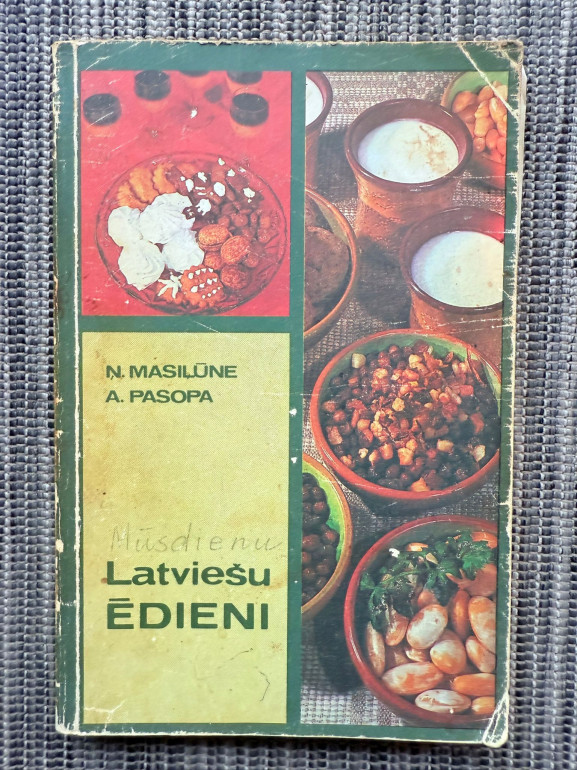 N. MASIĻŪNE
A. PASOPA
Mūsdienu
Latviešu
ĒDIENI